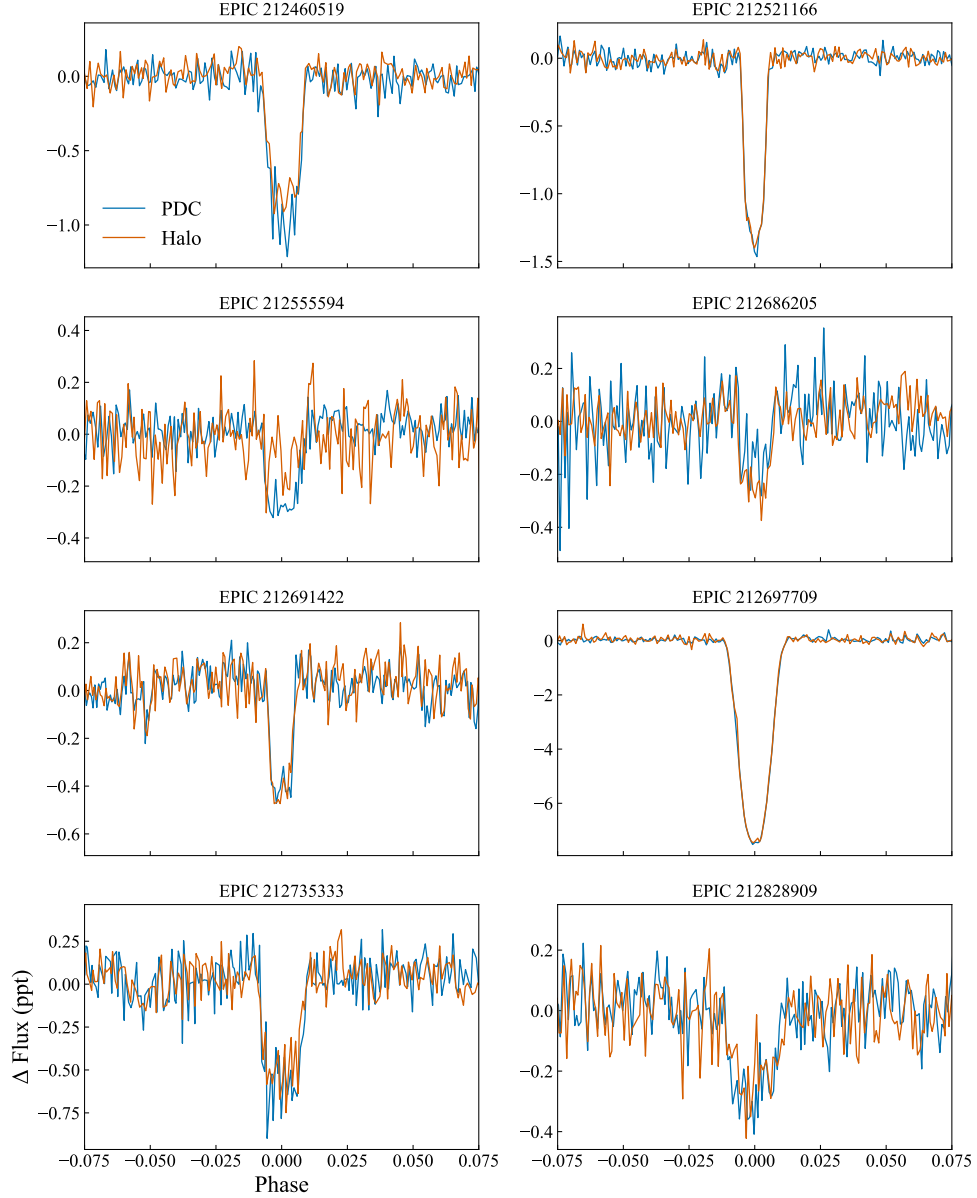 EPIC 212460519
0.0
−0.5
−1.0
PDC
Halo
EPIC 212521166
0.0
−0.5
−1.0
−1.5
EPIC 212555594
0.4
0.2
0.0
−0.2
−0.4
EPIC 212686205
0.2
0.0
−0.2
−0.4
EPIC 212691422
0.2
0.0
−0.2
−0.4
−0.6
EPIC 212697709
0
−2
−4
−6
EPIC 212735333
0.25
0.00
−0.25
−0.50
−0.75
Δ Flux (ppt)
−0.075 −0.050 −0.025 0.000 0.025 0.050 0.075
Phase
EPIC 212828909
0.2
0.0
−0.2
−0.4
−0.075 −0.050 −0.025 0.000 0.025 0.050 0.075